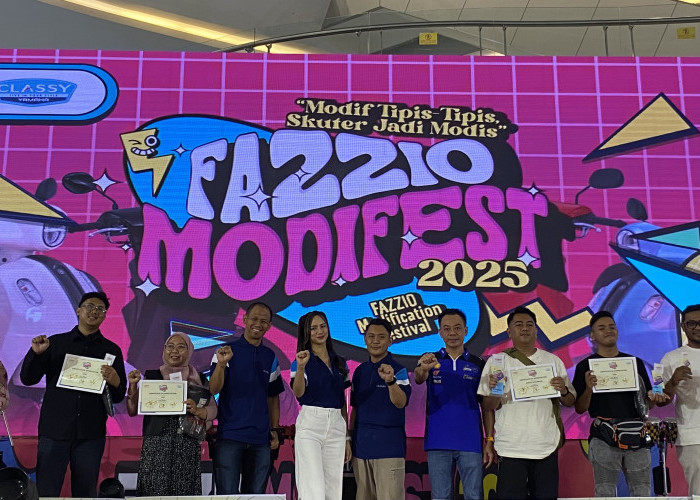 CLASSY
YAMAHA
"Modif Tipis-Tipis,
Skuter Jadi Modis"
FAZZIO
MODIFEST
2025
FAZZIO
Modification
Festival